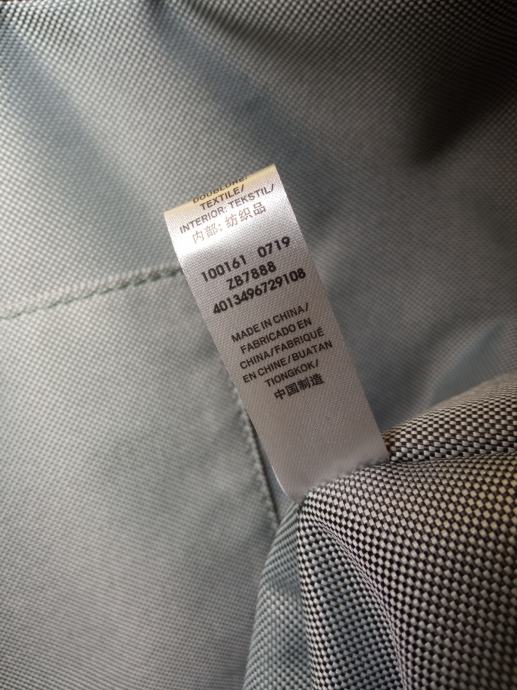 DOUBLURE:
TEXTILE/
INTERIOR: TEKSTIL/
内部: 纺织品
100161 0719
ZB7888
4013496729108
MADE IN CHINA/
FABRICADO EN
CHINA/FABRIQUÉ
EN CHINE/BUATAN
TIONGKOK/
中国制造